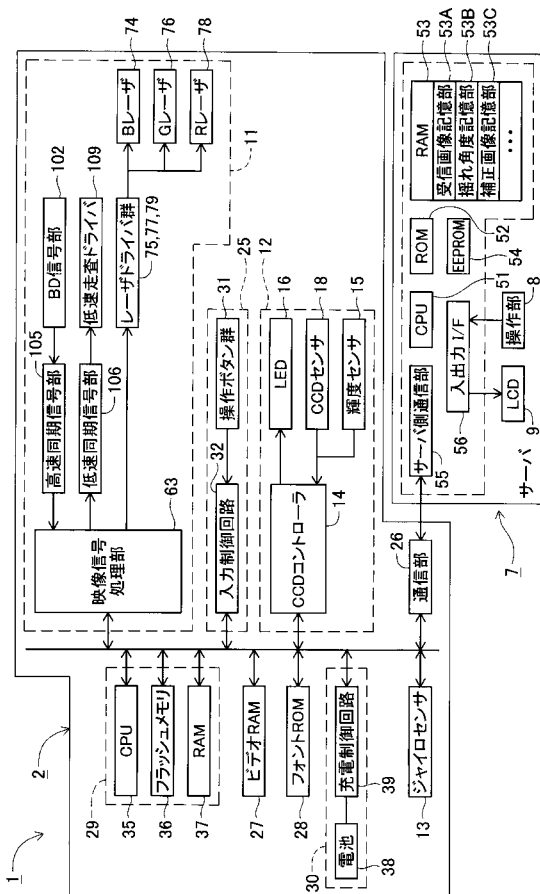 1
2
29
35
CPU
36
フラッシュメモリ
37
RAM
27
ビデオRAM
28
フォントROM
30
38
電池
39
充電制御回路
13
ジャイロセンサ
63
映像信号
処理部
105
高速同期信号部
102
BD信号部
106
低速同期信号部
109
低速走査ドライバ
レーザドライバ群
75,77,79
74
Bレーザ
76
Gレーザ
78
Rレーザ
11
25
32
入力制御回路
31
操作ボタン群
12
14
CCDコントローラ
16
LED
18
CCDセンサ
15
輝度センサ
26
通信部
7
サーバ
55
サーバ側通信部
51
CPU
52
ROM
54
EEPROM
56
入出力 I/F
9
LCD
8
操作部
53
RAM
53A
受信画像記憶部
53B
揺れ角度記憶部
53C
補正画像記憶部
•••